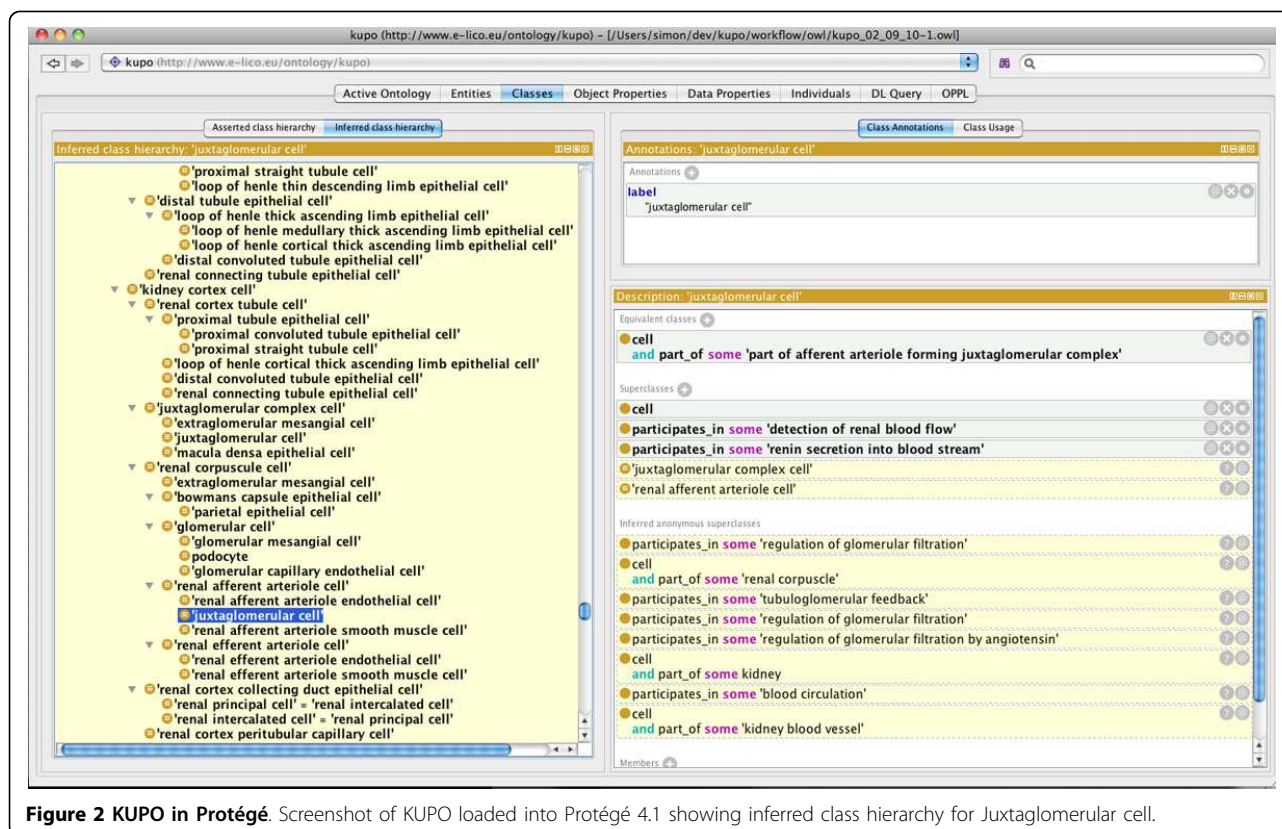 kupo (http://www.e-lico.eu/ontology/kupo) – [/Users/simon/dev/kupo/workflow/owl/kupo_02_09_10-1.owl]
kupo (http://www.e-lico.eu/ontology/kupo)
Active Ontology Entities Classes Object Properties Data Properties Individuals DL Query OPPL
Asserted class hierarchy Inferred class hierarchy
Inferred class hierarchy: 'juxtaglomerular cell'
'proximal straight tubule cell'
'loop of henle thin descending limb epithelial cell'
'distal tubule epithelial cell'
'loop of henle thick ascending limb epithelial cell'
'loop of henle medullary thick ascending limb epithelial cell'
'loop of henle cortical thick ascending limb epithelial cell'
'distal convoluted tubule epithelial cell'
'renal connecting tubule epithelial cell'
'kidney cortex cell'
'renal cortex tubule cell'
'proximal tubule epithelial cell'
'proximal convoluted tubule epithelial cell'
'proximal straight tubule cell'
'loop of henle cortical thick ascending limb epithelial cell'
'distal convoluted tubule epithelial cell'
'renal connecting tubule epithelial cell'
'juxtaglomerular complex cell'
'extraglomerular mesangial cell'
'juxtaglomerular cell'
'macula densa epithelial cell'
'renal corpuscule cell'
'extraglomerular mesangial cell'
'bowmans capsule epithelial cell'
'parietal epithelial cell'
'glomerular cell'
'glomerular mesangial cell'
podocyte
'glomerular capillary endothelial cell'
'renal afferent arteriole cell'
'renal afferent arteriole endothelial cell'
'juxtaglomerular cell'
'renal afferent arteriole smooth muscle cell'
'renal efferent arteriole cell'
'renal efferent arteriole endothelial cell'
'renal efferent arteriole smooth muscle cell'
'renal cortex collecting duct epithelial cell'
'renal principal cell' = 'renal intercalated cell'
'renal intercalated cell' = 'renal principal cell'
'renal cortex peritubular capillary cell'
Class Annotations Class Usage
Annotations: 'juxtaglomerular cell'
Annotations
label
"juxtaglomerular cell"
Description: 'juxtaglomerular cell'
Equivalent classes
cell
and part_of some 'part of afferent arteriole forming juxtaglomerular complex'
Superclasses
cell
participates_in some 'detection of renal blood flow'
participates_in some 'renin secretion into blood stream'
'juxtaglomerular complex cell'
'renal afferent arteriole cell'
Inferred anonymous superclasses
participates_in some 'regulation of glomerular filtration'
cell
and part_of some 'renal corpuscle'
participates_in some 'tubuloglomerular feedback'
participates_in some 'regulation of glomerular filtration'
participates_in some 'regulation of glomerular filtration by angiotensin'
cell
and part_of some kidney
participates_in some 'blood circulation'
cell
and part_of some 'kidney blood vessel'
Members
Figure 2 KUPO in Protégé. Screenshot of KUPO loaded into Protégé 4.1 showing inferred class hierarchy for Juxtaglomerular cell.